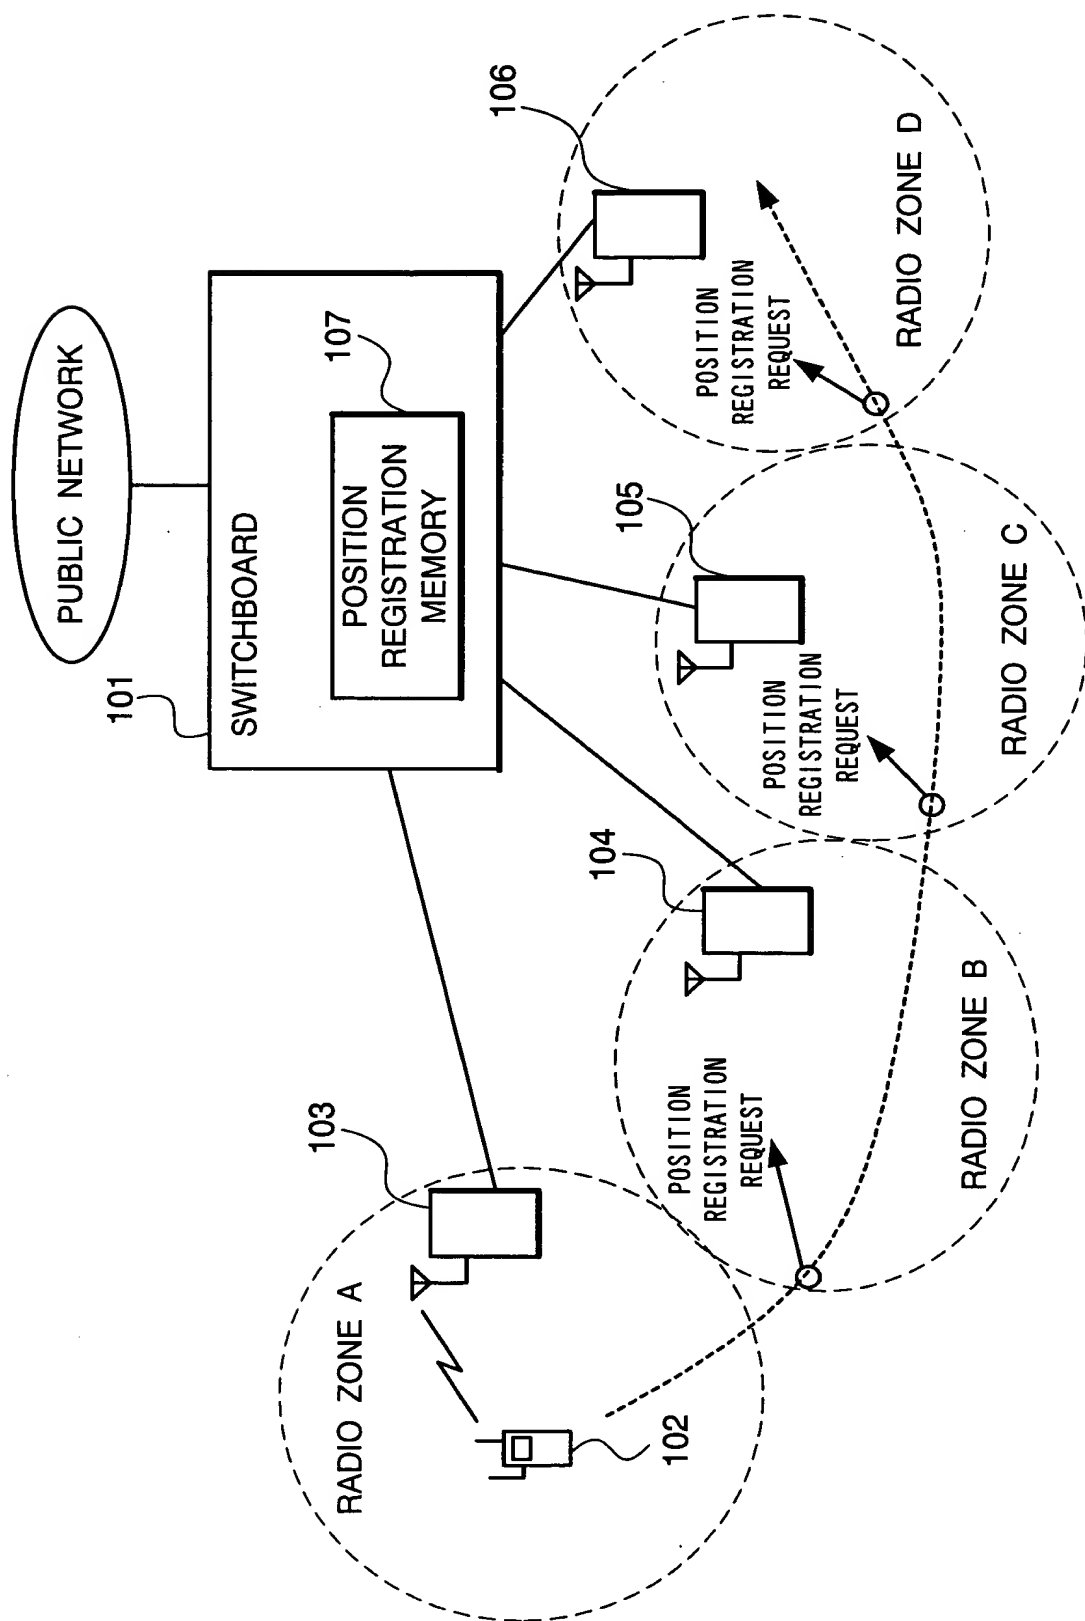 PUBLIC NETWORK
101
SWITCHBOARD
107
POSITION
REGISTRATION
MEMORY
103
RADIO ZONE A
102
104
POSITION
REGISTRATION
REQUEST
RADIO ZONE B
105
POSITION
REGISTRATION
REQUEST
RADIO ZONE C
106
POSITION
REGISTRATION
REQUEST
RADIO ZONE D